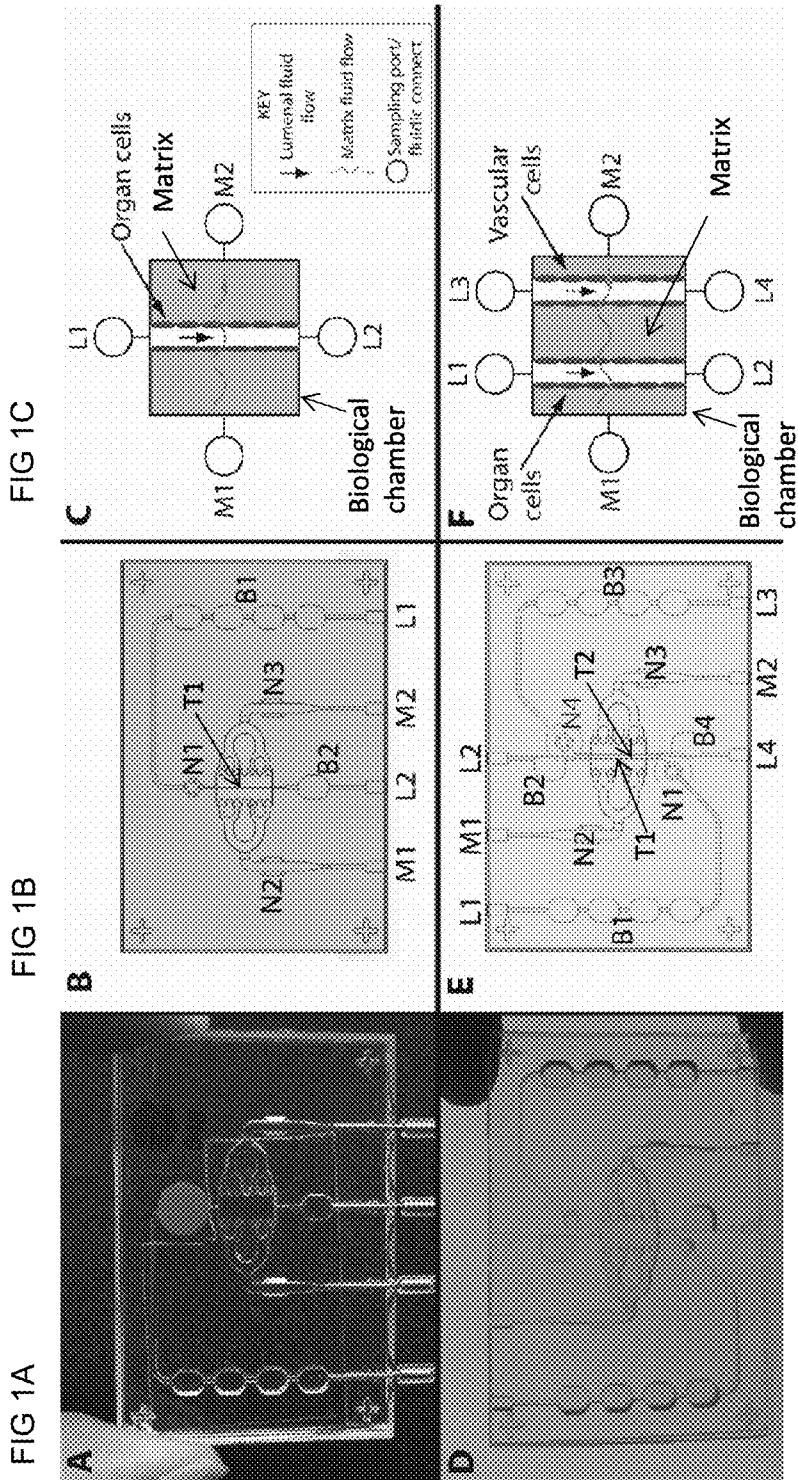 FIG 1A
FIG 1B
FIG 1C
A
B
N1
T1
N2
N3
B1
B2
M1
L2
M2
L1
C
L1
Organ cells
Matrix
M1
M2
L2
Biological
chamber
KEY
Lumenal fluid
flow
Matrix fluid flow
Sampling port/
fluidic connect
D
E
L1
M1
L2
B2
N4
N2
T2
B3
B1
T1
N3
N1
B4
L4
M2
L3
F
L1
L3
Vascular
cells
Organ
cells
M1
M2
L2
L4
Matrix
Biological
chamber